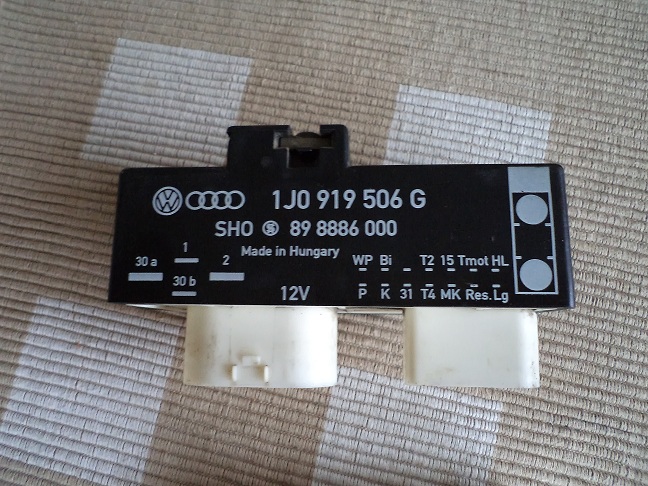 1J0 919 506 G
SHO 89 8886 000
Made in Hungary
30 a 1 2 WP Bi T2 15 Tmot HL
30 b 12V P K 31 T4 MK Res. Lg